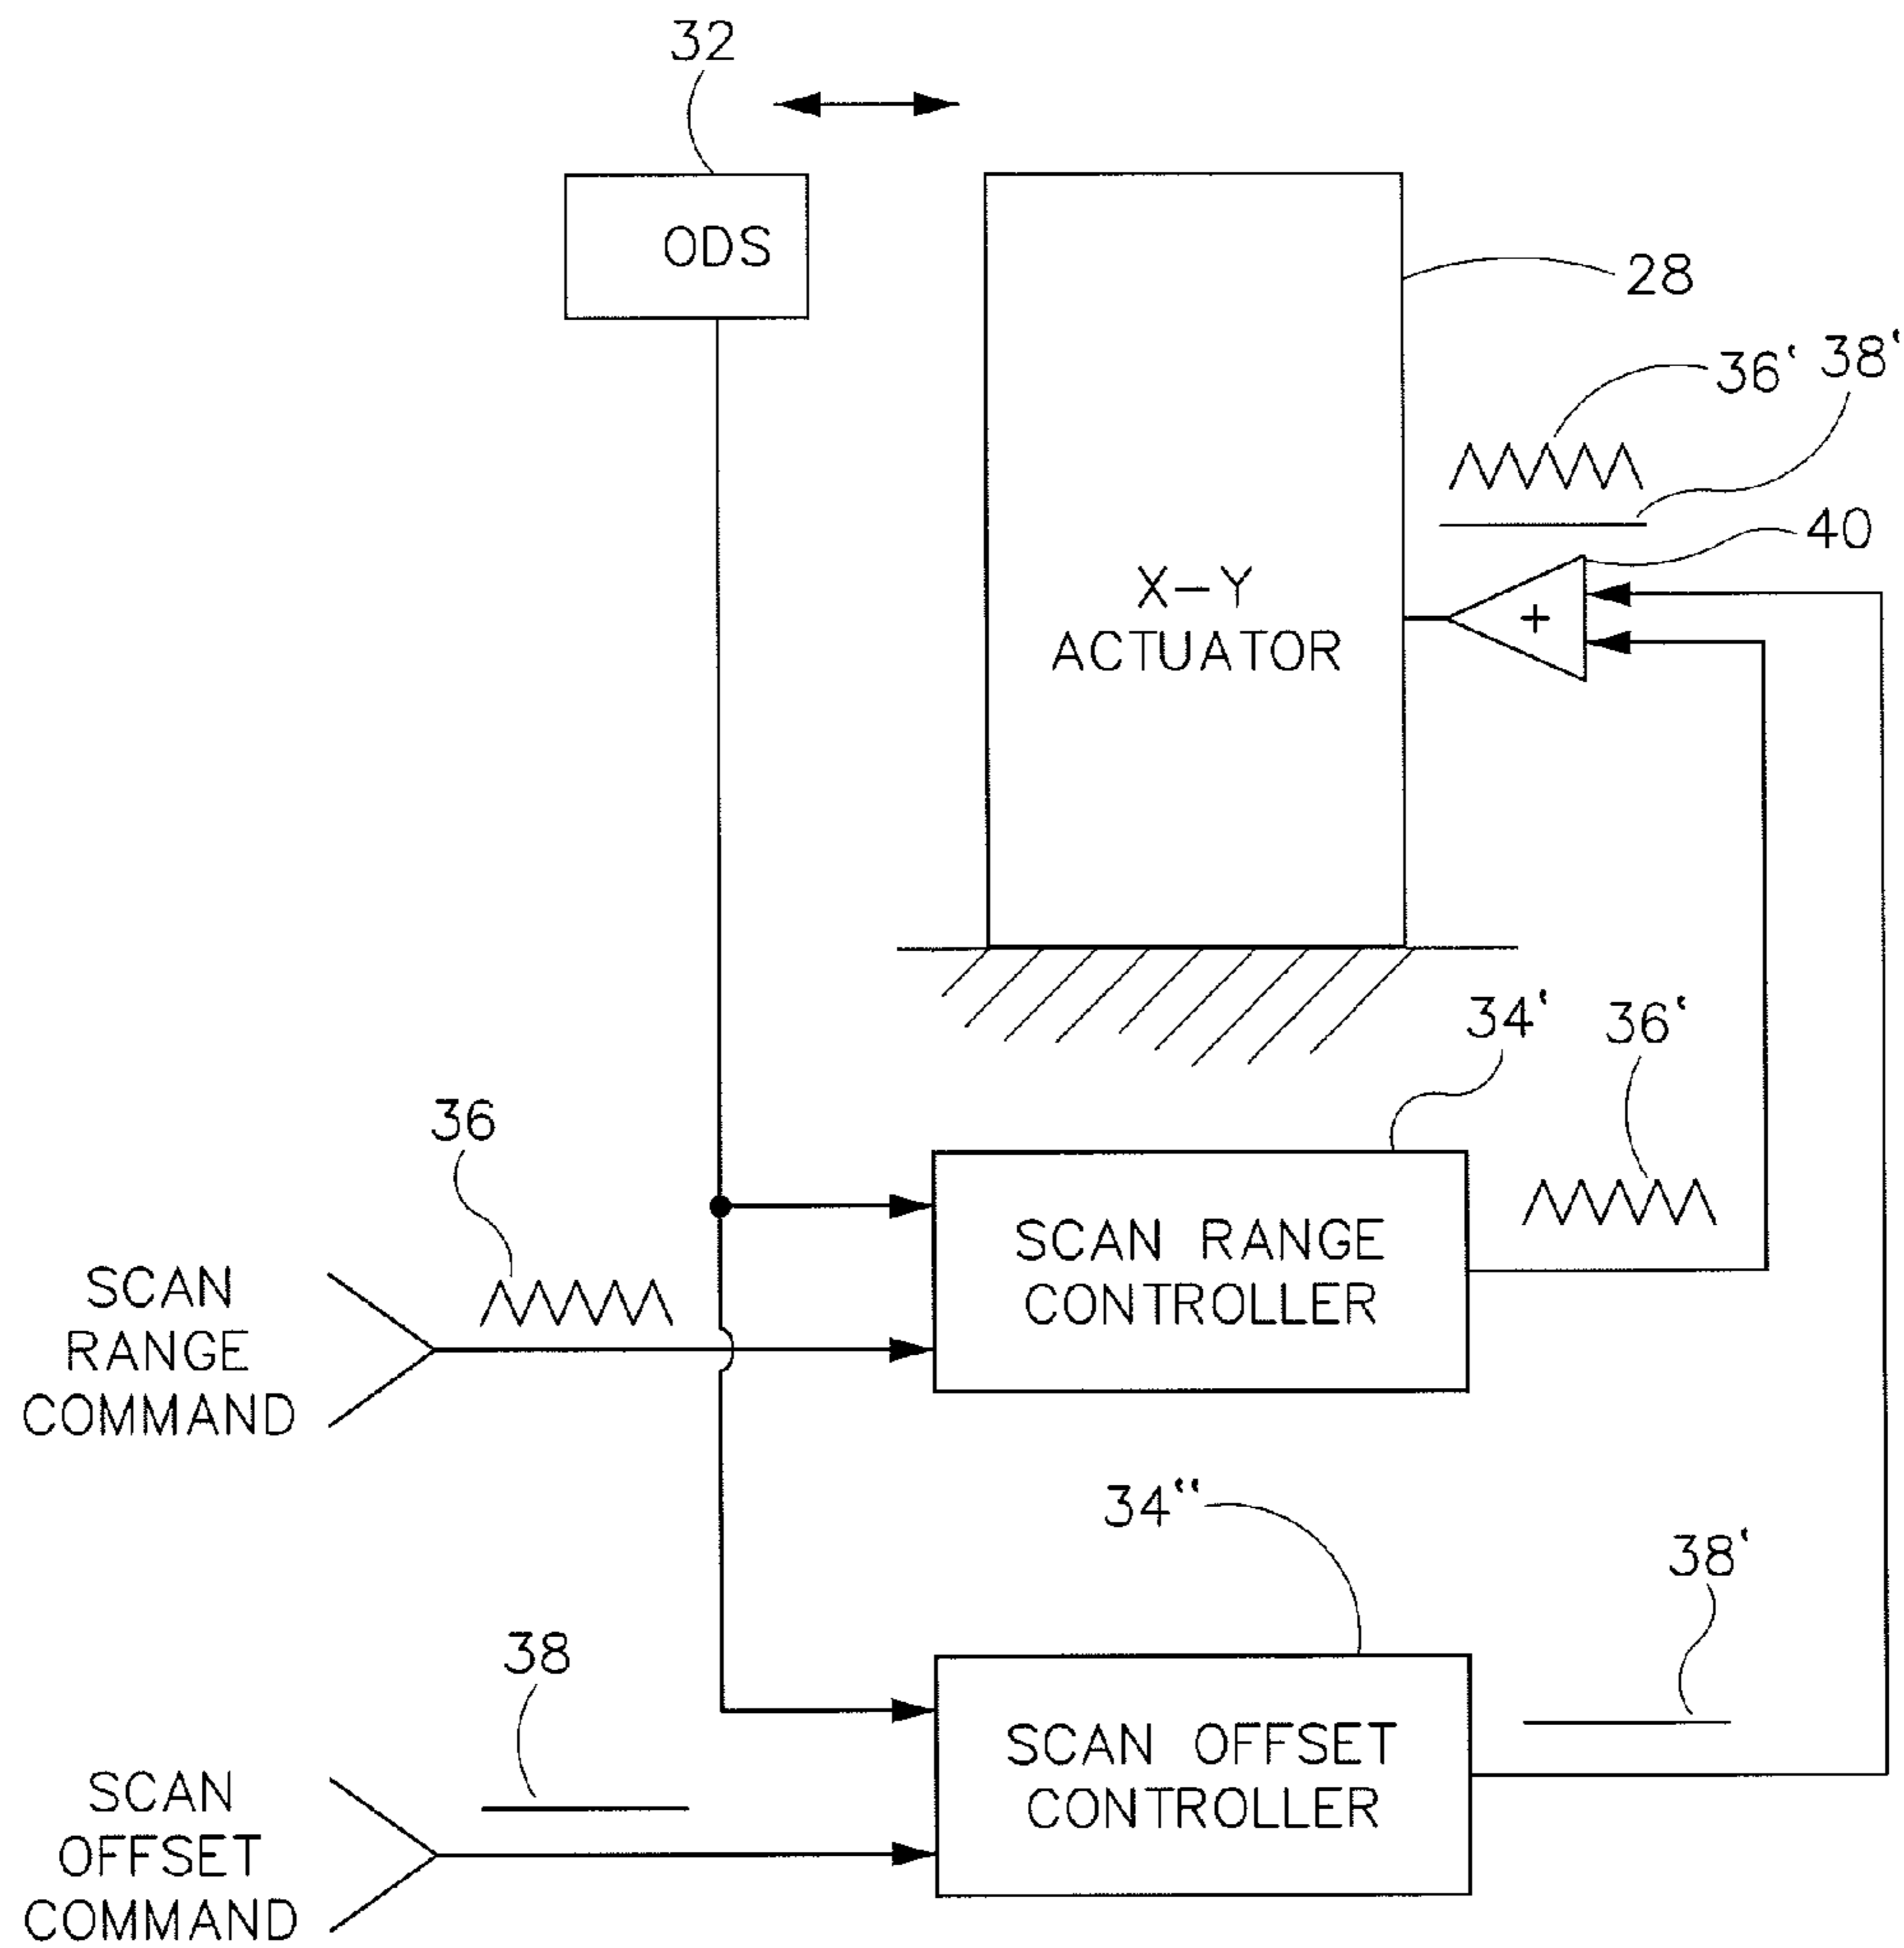 32
ODS
28
36‘
38‘
40
X-Y
ACTUATOR
34‘
36‘
36
SCAN RANGE
CONTROLLER
SCAN
RANGE
COMMAND
34‘‘
38‘
38
SCAN OFFSET
CONTROLLER
SCAN
OFFSET
COMMAND
+